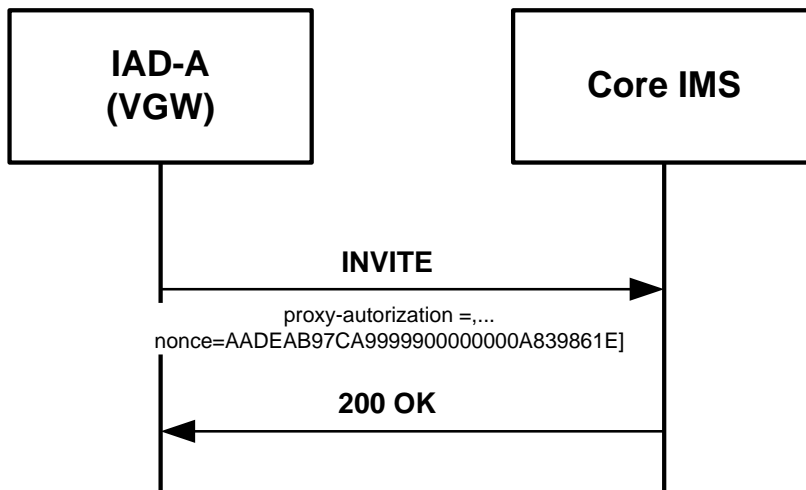 IAD-A
(VGW)
Core IMS
INVITE
proxy-autorization =,...
nonce=AADEAB97CA9999900000000A839861E]
200 OK